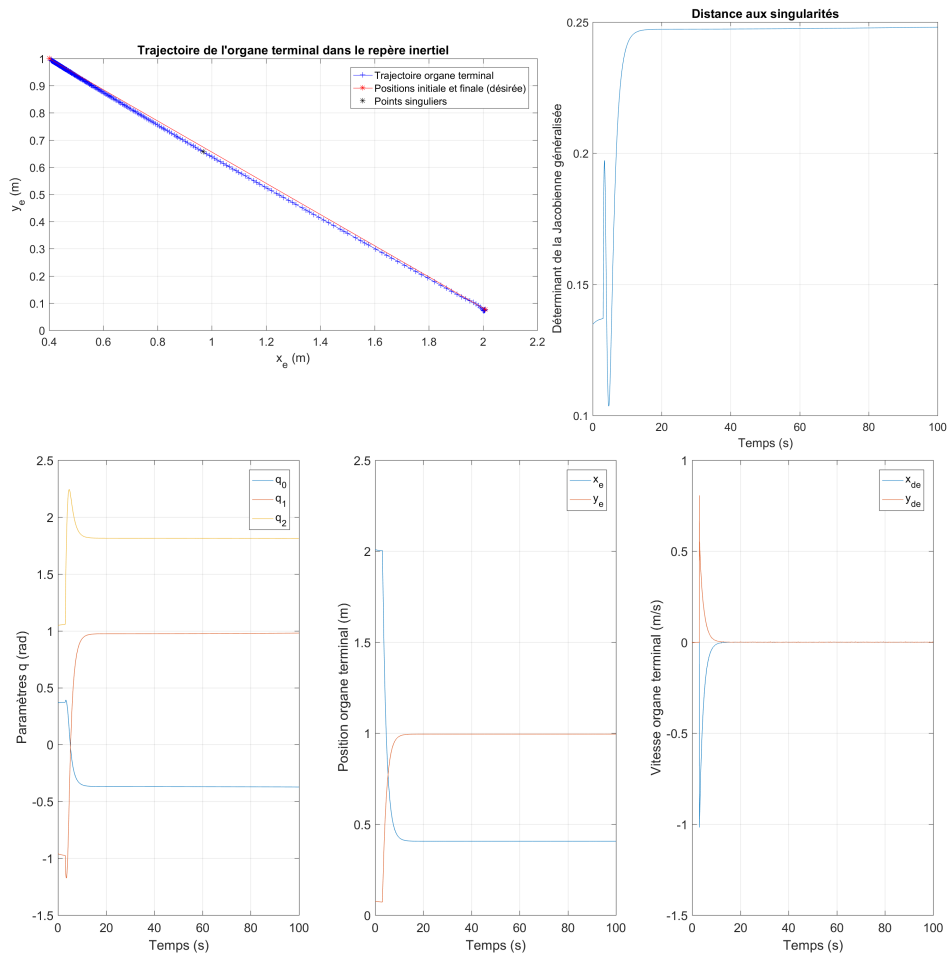 Trajectoire de l'organe terminal dans le repère inertiel
1
0.9
0.8
0.7
0.6
0.5
0.4
0.3
0.2
0.1
0
y_e (m)
0.4 0.6 0.8 1 1.2 1.4 1.6 1.8 2 2.2
x_e (m)
Trajectoire organe terminal
Positions initiale et finale (désirée)
Points singuliers
Distance aux singularités
0.25
0.2
0.15
0.1
Déterminant de la Jacobienne généralisée
0 20 40 60 80 100
Temps (s)
2.5
2
1.5
1
0.5
0
-0.5
-1
-1.5
Paramètres q (rad)
0 20 40 60 80 100
Temps (s)
q_0
q_1
q_2
2.5
2
1.5
1
0.5
0
Position organe terminal (m)
0 20 40 60 80 100
Temps (s)
x_e
y_e
1
0.5
0
-0.5
-1
-1.5
Vitesse organe terminal (m/s)
0 20 40 60 80 100
Temps (s)
x_de
y_de